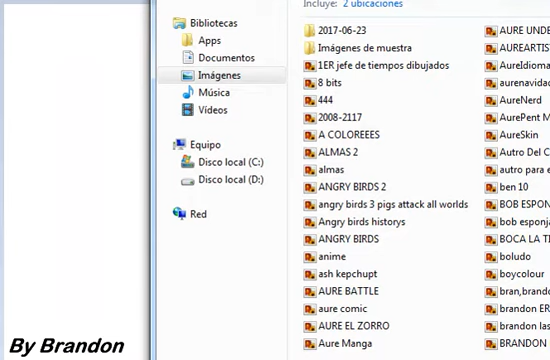 Incluye: 2 ubicaciones
Bibliotecas
Apps
Documentos
Imágenes
Música
Vídeos
Equipo
Disco local (C:)
Disco local (D:)
Red
2017-06-23
Imágenes de muestra
1ER jefe de tiempos dibujados
8 bits
444
2008-2117
A COLOREEES
ALMAS 2
almas
ANGRY BIRDS 2
angry birds 3 pigs attack all worlds
Angry birds historys
ANGRY BIRDS
anime
ash kepchupt
AURE BATTLE
aure comic
AURE EL ZORRO
Aure Manga
AURE UNDE
AUREARTIS
AureIdioma
aurenavidad
AureNerd
AurePent M
AureSkin
Autro Del C
autro para e
ben 10
BOB ESPON
bob esponj
BOCA LA TI
boludo
boycolour
bran,brando
brandon ER
brandon las
BRANDON
By Brandon